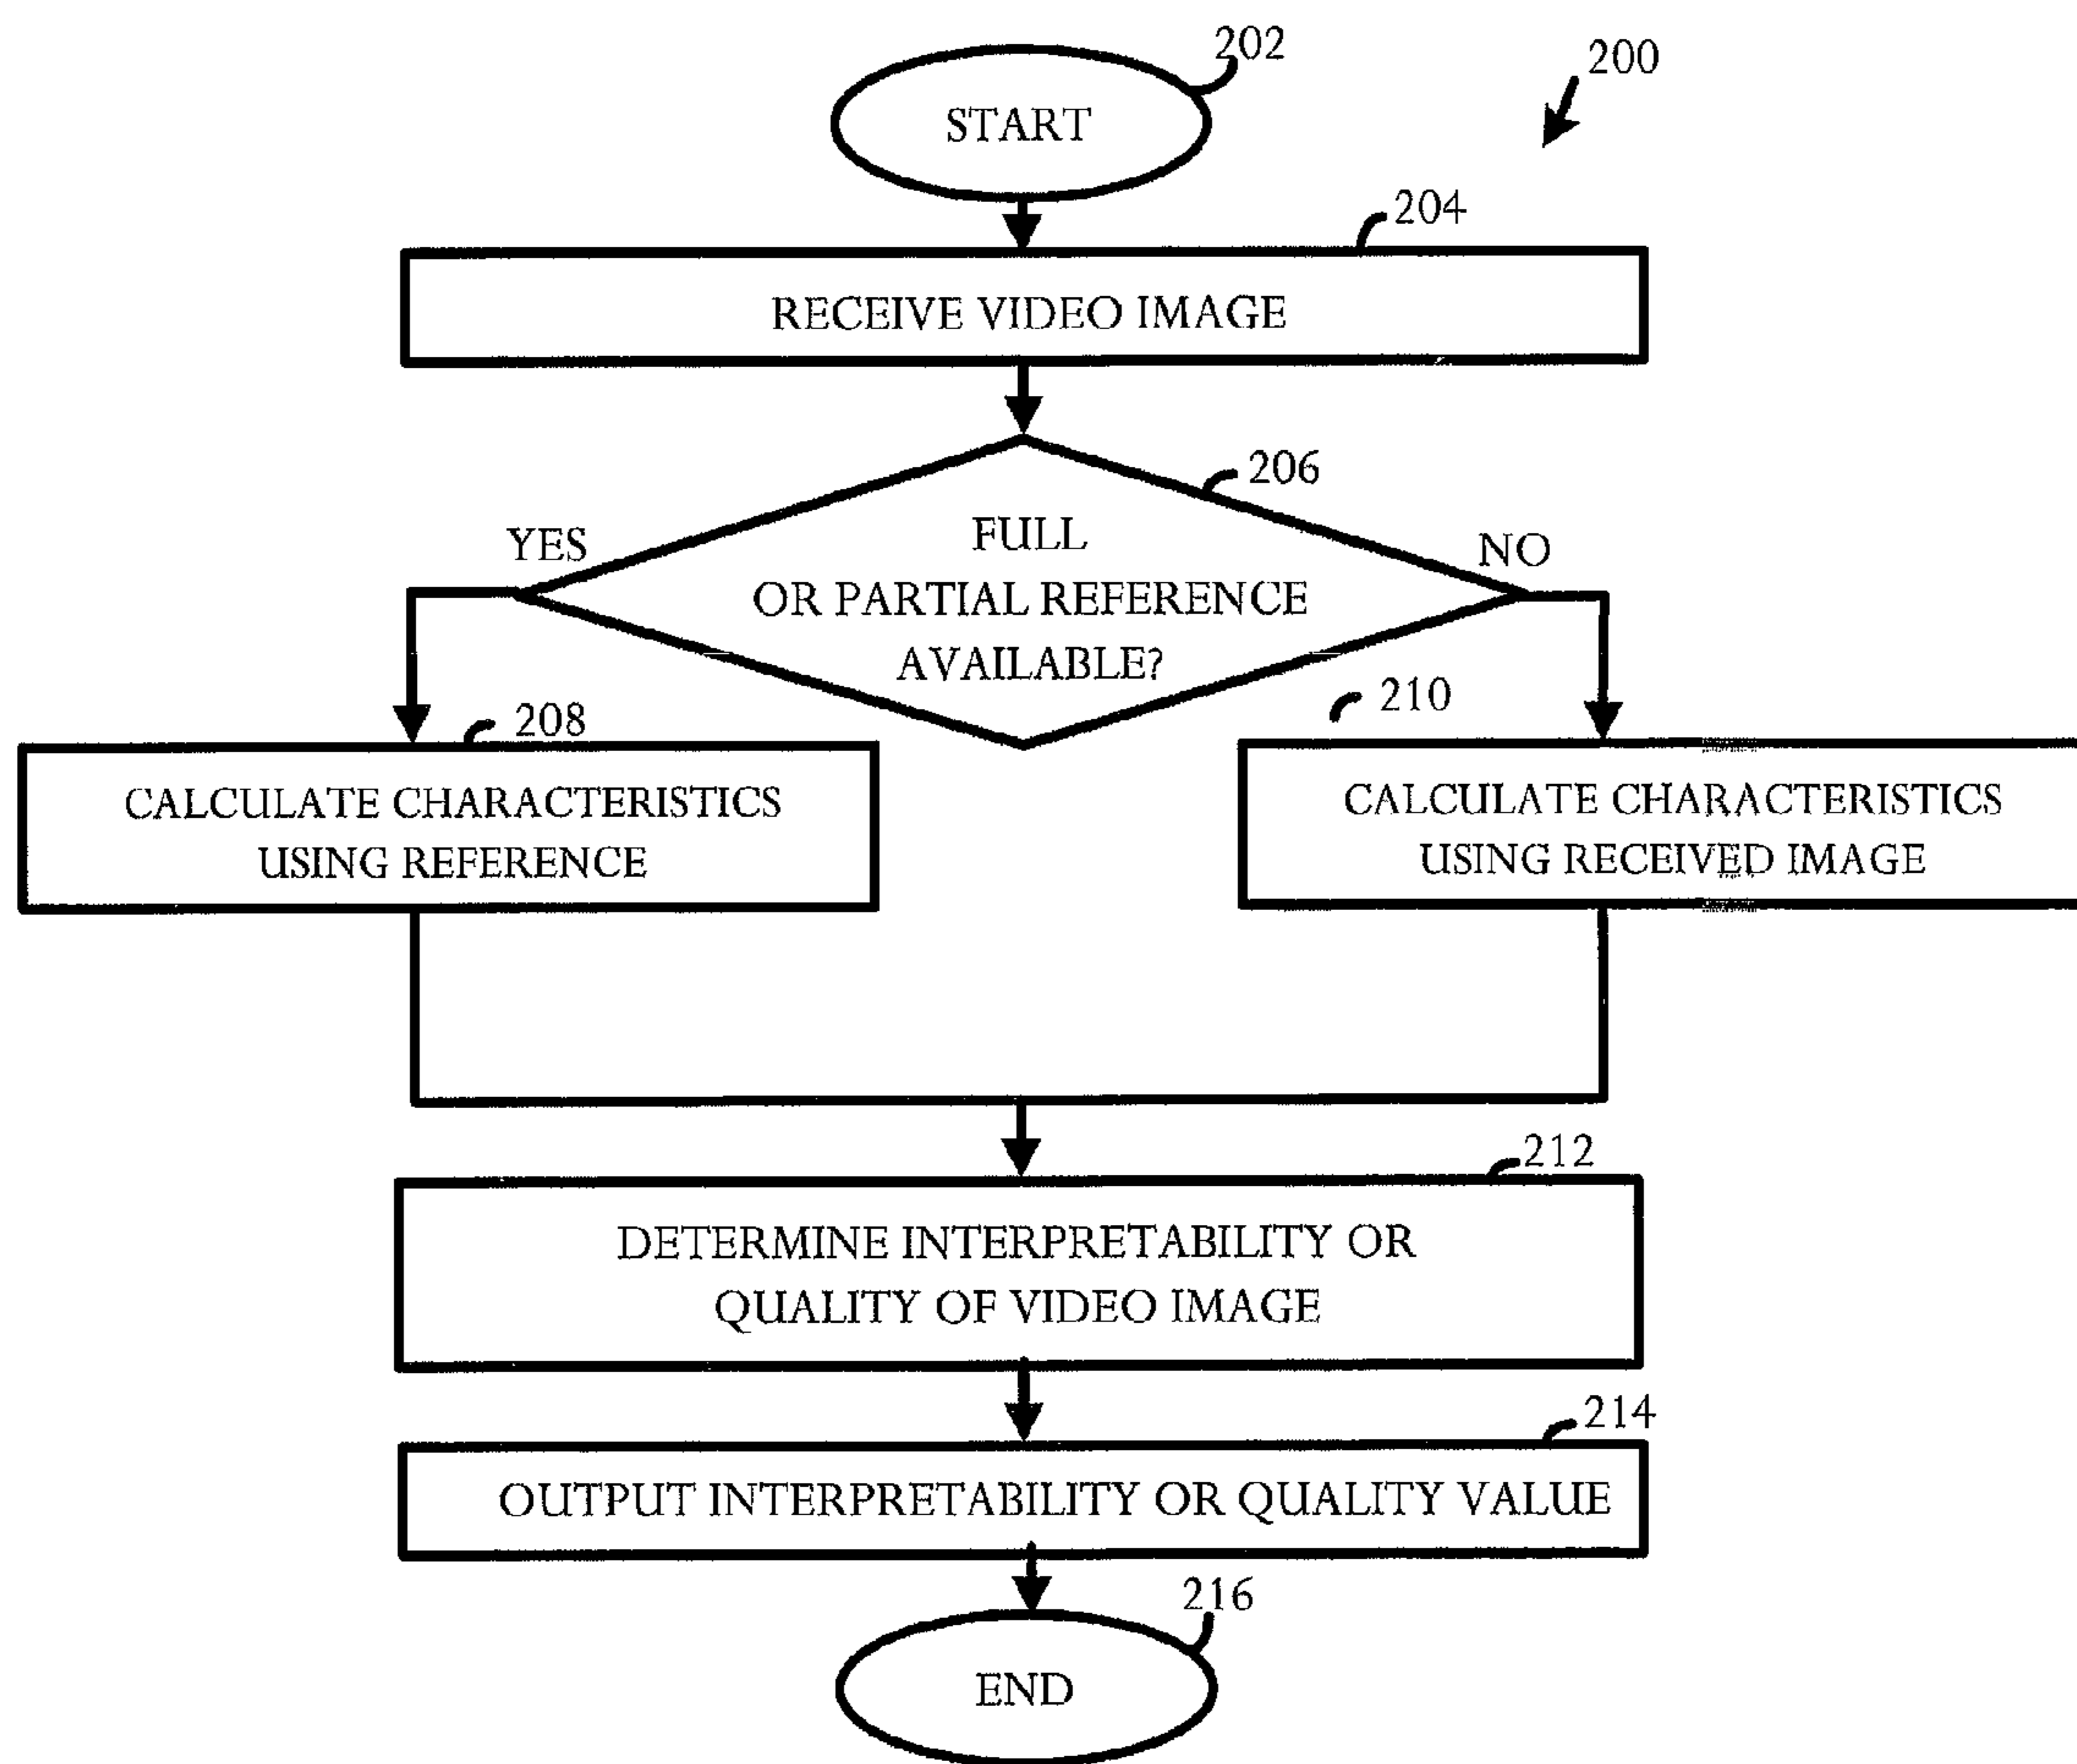 202
200
START
204
RECEIVE VIDEO IMAGE
206
YES
FULL
NO
OR PARTIAL REFERENCE
AVAILABLE?
208
210
CALCULATE CHARACTERISTICS
USING REFERENCE
CALCULATE CHARACTERISTICS
USING RECEIVED IMAGE
212
DETERMINE INTERPRETABILITY OR
QUALITY OF VIDEO IMAGE
214
OUTPUT INTERPRETABILITY OR QUALITY VALUE
216
END